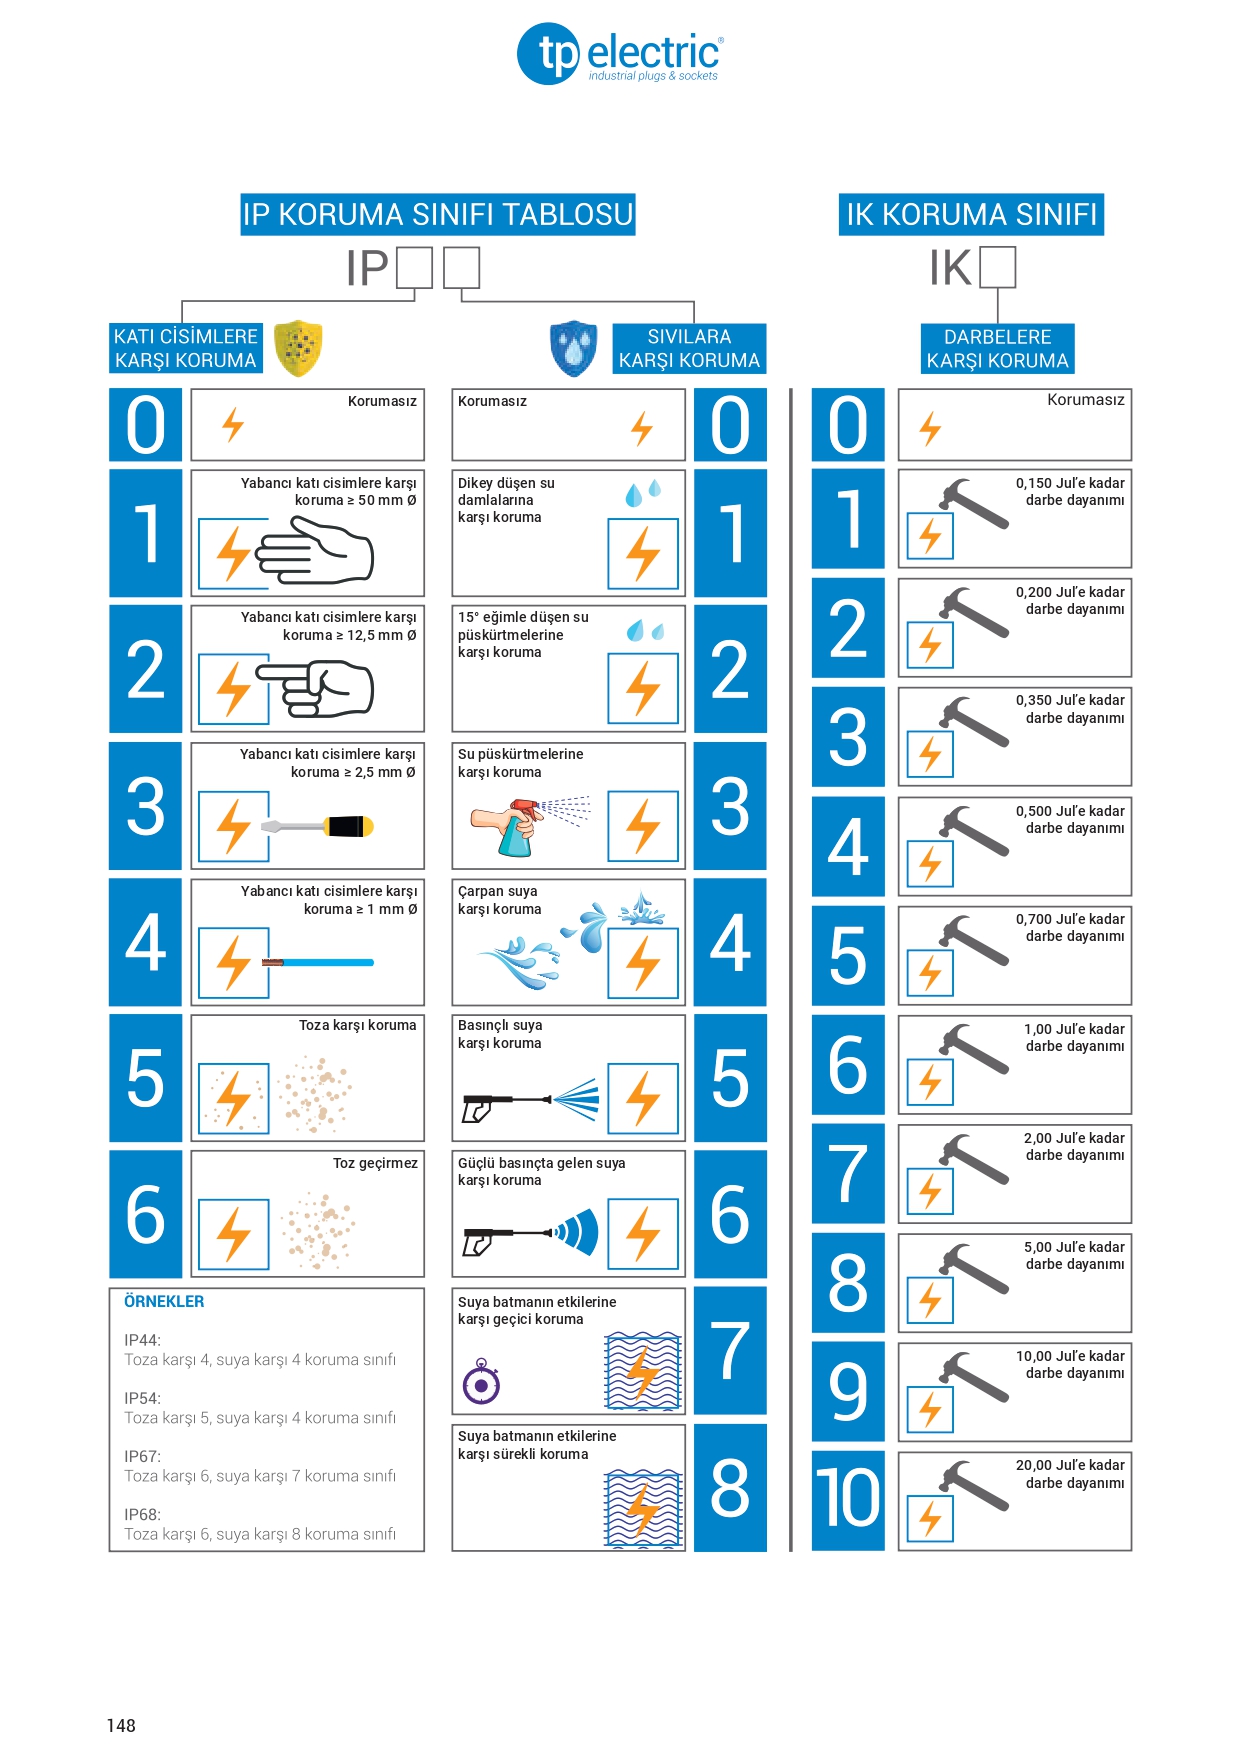 tp electric®
industrial plugs & sockets
IP KORUMA SINIFI TABLOSU
IP
KATI CİSİMLERE
KARŞI KORUMA
SIVILARA
KARŞI KORUMA
0
Korumasız
1
Yabancı katı cisimlere karşı
koruma ≥ 50 mm Ø
2
Yabancı katı cisimlere karşı
koruma ≥ 12,5 mm Ø
3
Yabancı katı cisimlere karşı
koruma ≥ 2,5 mm Ø
4
Yabancı katı cisimlere karşı
koruma ≥ 1 mm Ø
5
Toza karşı koruma
6
Toz geçirmez
ÖRNEKLER
IP44:
Toza karşı 4, suya karşı 4 koruma sınıfı
IP54:
Toza karşı 5, suya karşı 4 koruma sınıfı
IP67:
Toza karşı 6, suya karşı 7 koruma sınıfı
IP68:
Toza karşı 6, suya karşı 8 koruma sınıfı
Korumasız
0
Dikey düşen su
damlalarına
karşı koruma
1
15° eğimle düşen su
püskürtmelerine
karşı koruma
2
Su püskürtmelerine
karşı koruma
3
Çarpan suya
karşı koruma
4
Basınçlı suya
karşı koruma
5
Güçlü basınçta gelen suya
karşı koruma
6
Suya batmanın etkilerine
karşı geçici koruma
7
Suya batmanın etkilerine
karşı sürekli koruma
8
IK KORUMA SINIFI
IK
DARBELERE
KARŞI KORUMA
0
Korumasız
1
0,150 Jul'e kadar
darbe dayanımı
2
0,200 Jul'e kadar
darbe dayanımı
3
0,350 Jul'e kadar
darbe dayanımı
4
0,500 Jul'e kadar
darbe dayanımı
5
0,700 Jul'e kadar
darbe dayanımı
6
1,00 Jul'e kadar
darbe dayanımı
7
2,00 Jul'e kadar
darbe dayanımı
8
5,00 Jul'e kadar
darbe dayanımı
9
10,00 Jul'e kadar
darbe dayanımı
10
20,00 Jul'e kadar
darbe dayanımı
148